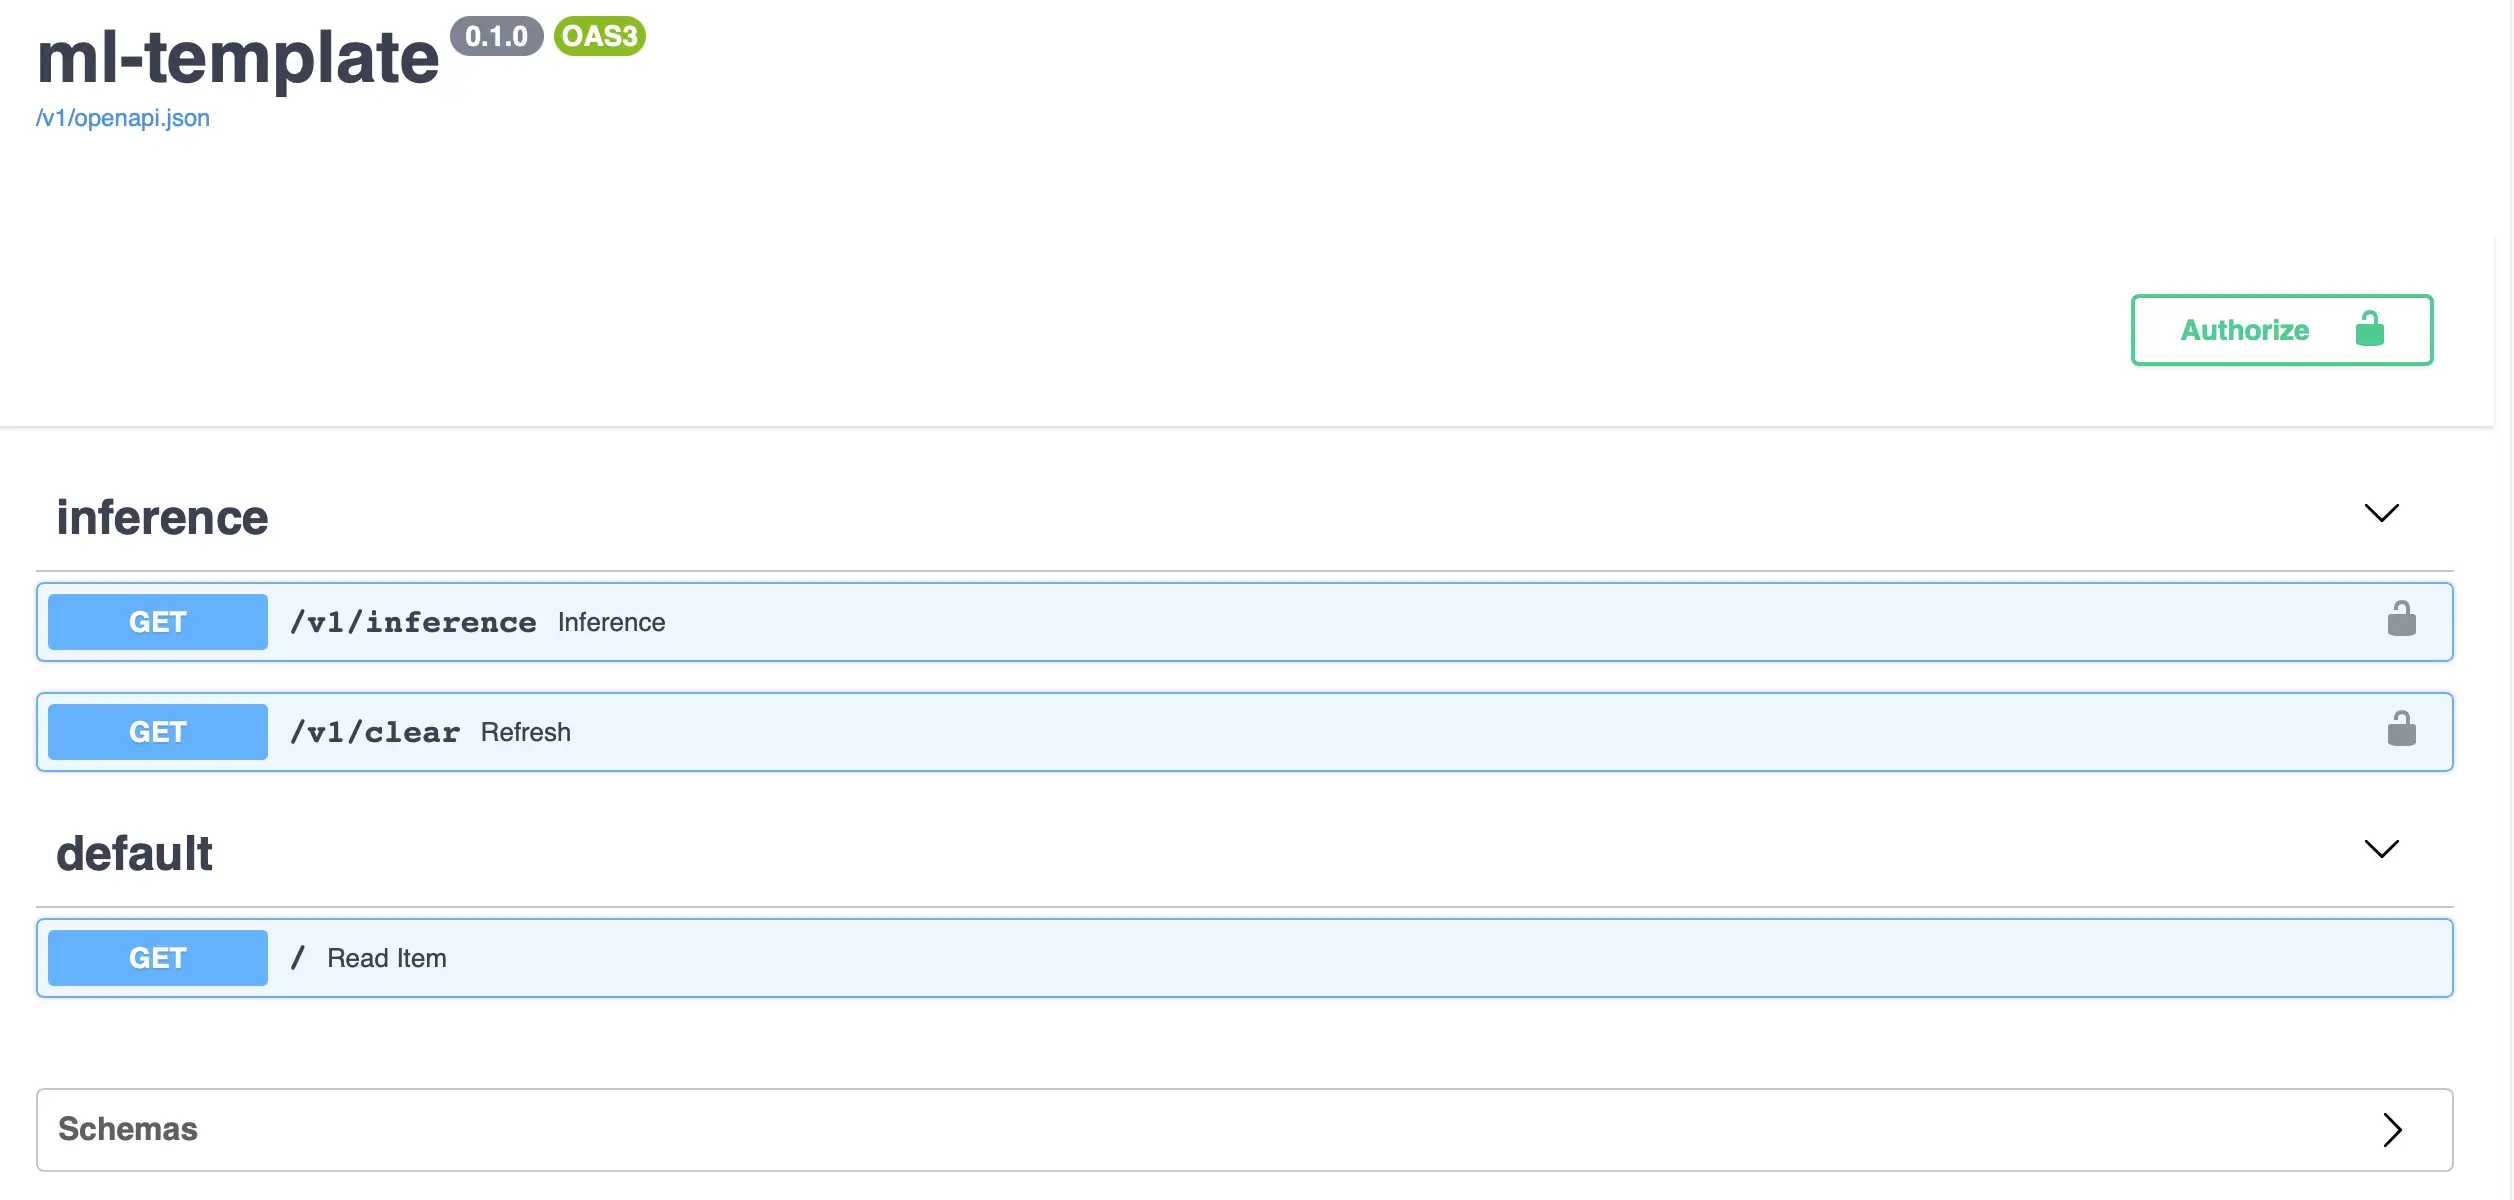 ml-template 0.1.0 OAS3
/v1/openapi.json
Authorize
inference
GET /v1/inference Inference
GET /v1/clear Refresh
default
GET / Read Item
Schemas